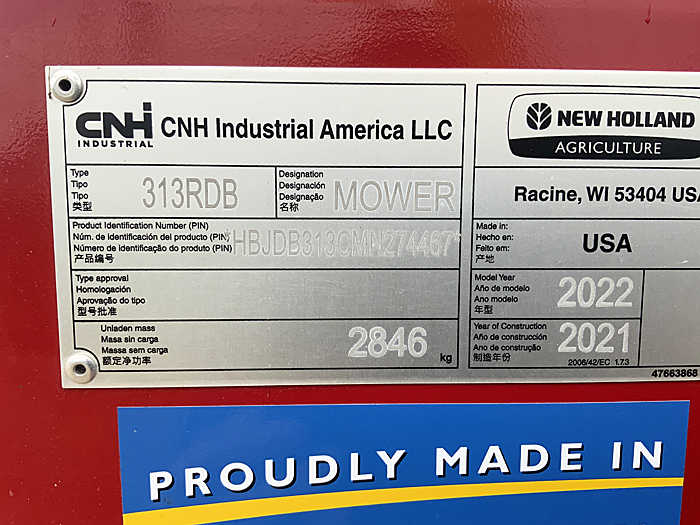 CNH
INDUSTRIAL
CNH Industrial America LLC
NEW HOLLAND
AGRICULTURE
Type
Tipo
Tipo
类型
313RDB
Designation
Designación
Designação
名称
MOWER
Racine, WI 53404 USA
Product Identification Number (PIN)
Núm. de identificación del producto (PIN)
Número de identificação do produto (PIN)
产品编号
*HBJDB313CMN274467*
Made in:
Hecho en:
Feito em:
产地
USA
Type approval
Homologación
Aprovação do tipo
型号批准
Model Year
Año de modelo
Ano modelo
年型
2022
Unladen mass
Masa sin carga
Massa sem carga
额定净功率
2846
kg
Year of Construction
Año de construcción
Ano de construção
制造年份
2021
2006/42/EC 1.7.3
47663868
PROUDLY MADE IN